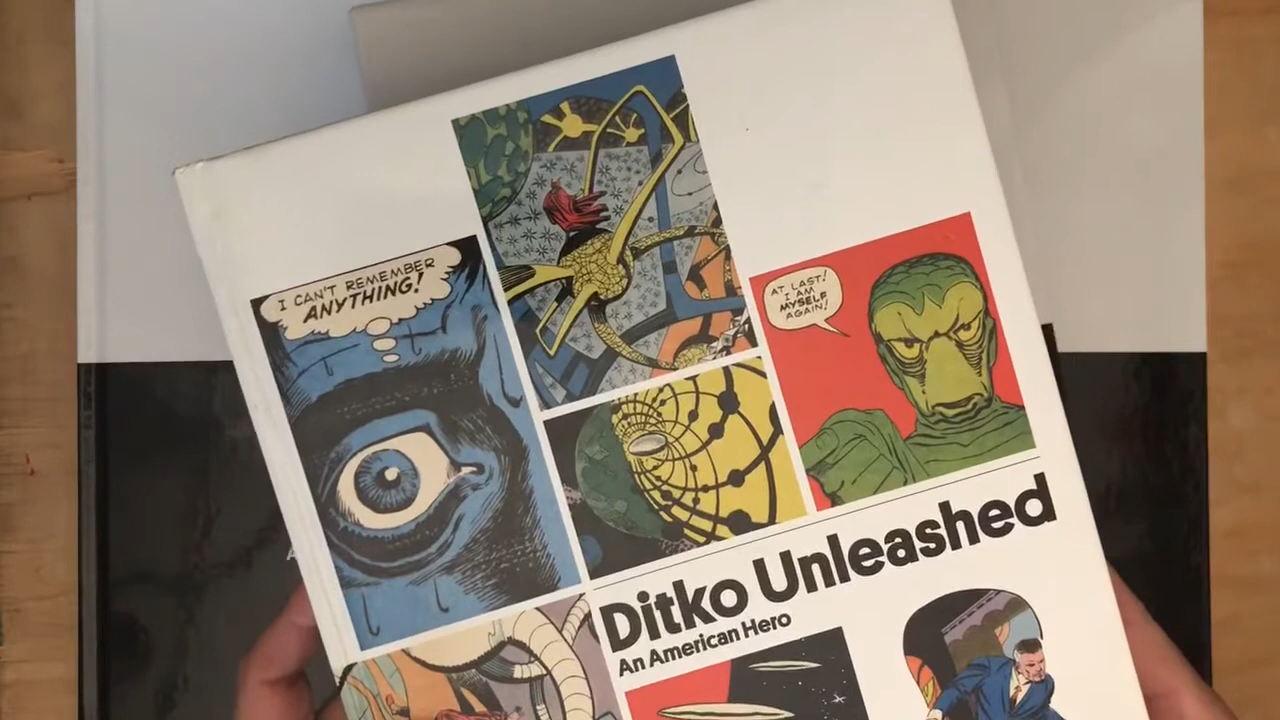 I CAN'T REMEMBER
ANYTHING!
AT LAST!
I AM
MYSELF
AGAIN!
Ditko Unleashed
An American Hero